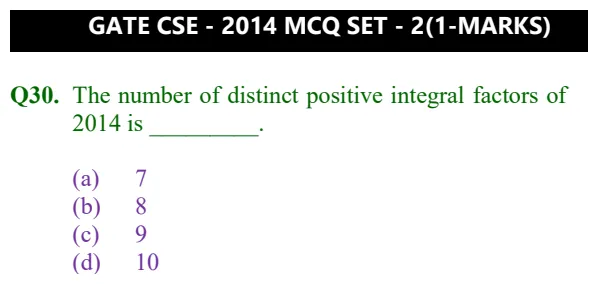 GATE CSE - 2014 MCQ SET - 2(1-MARKS)
Q30. The number of distinct positive integral factors of
2014 is __________.
(a) 7
(b) 8
(c) 9
(d) 10